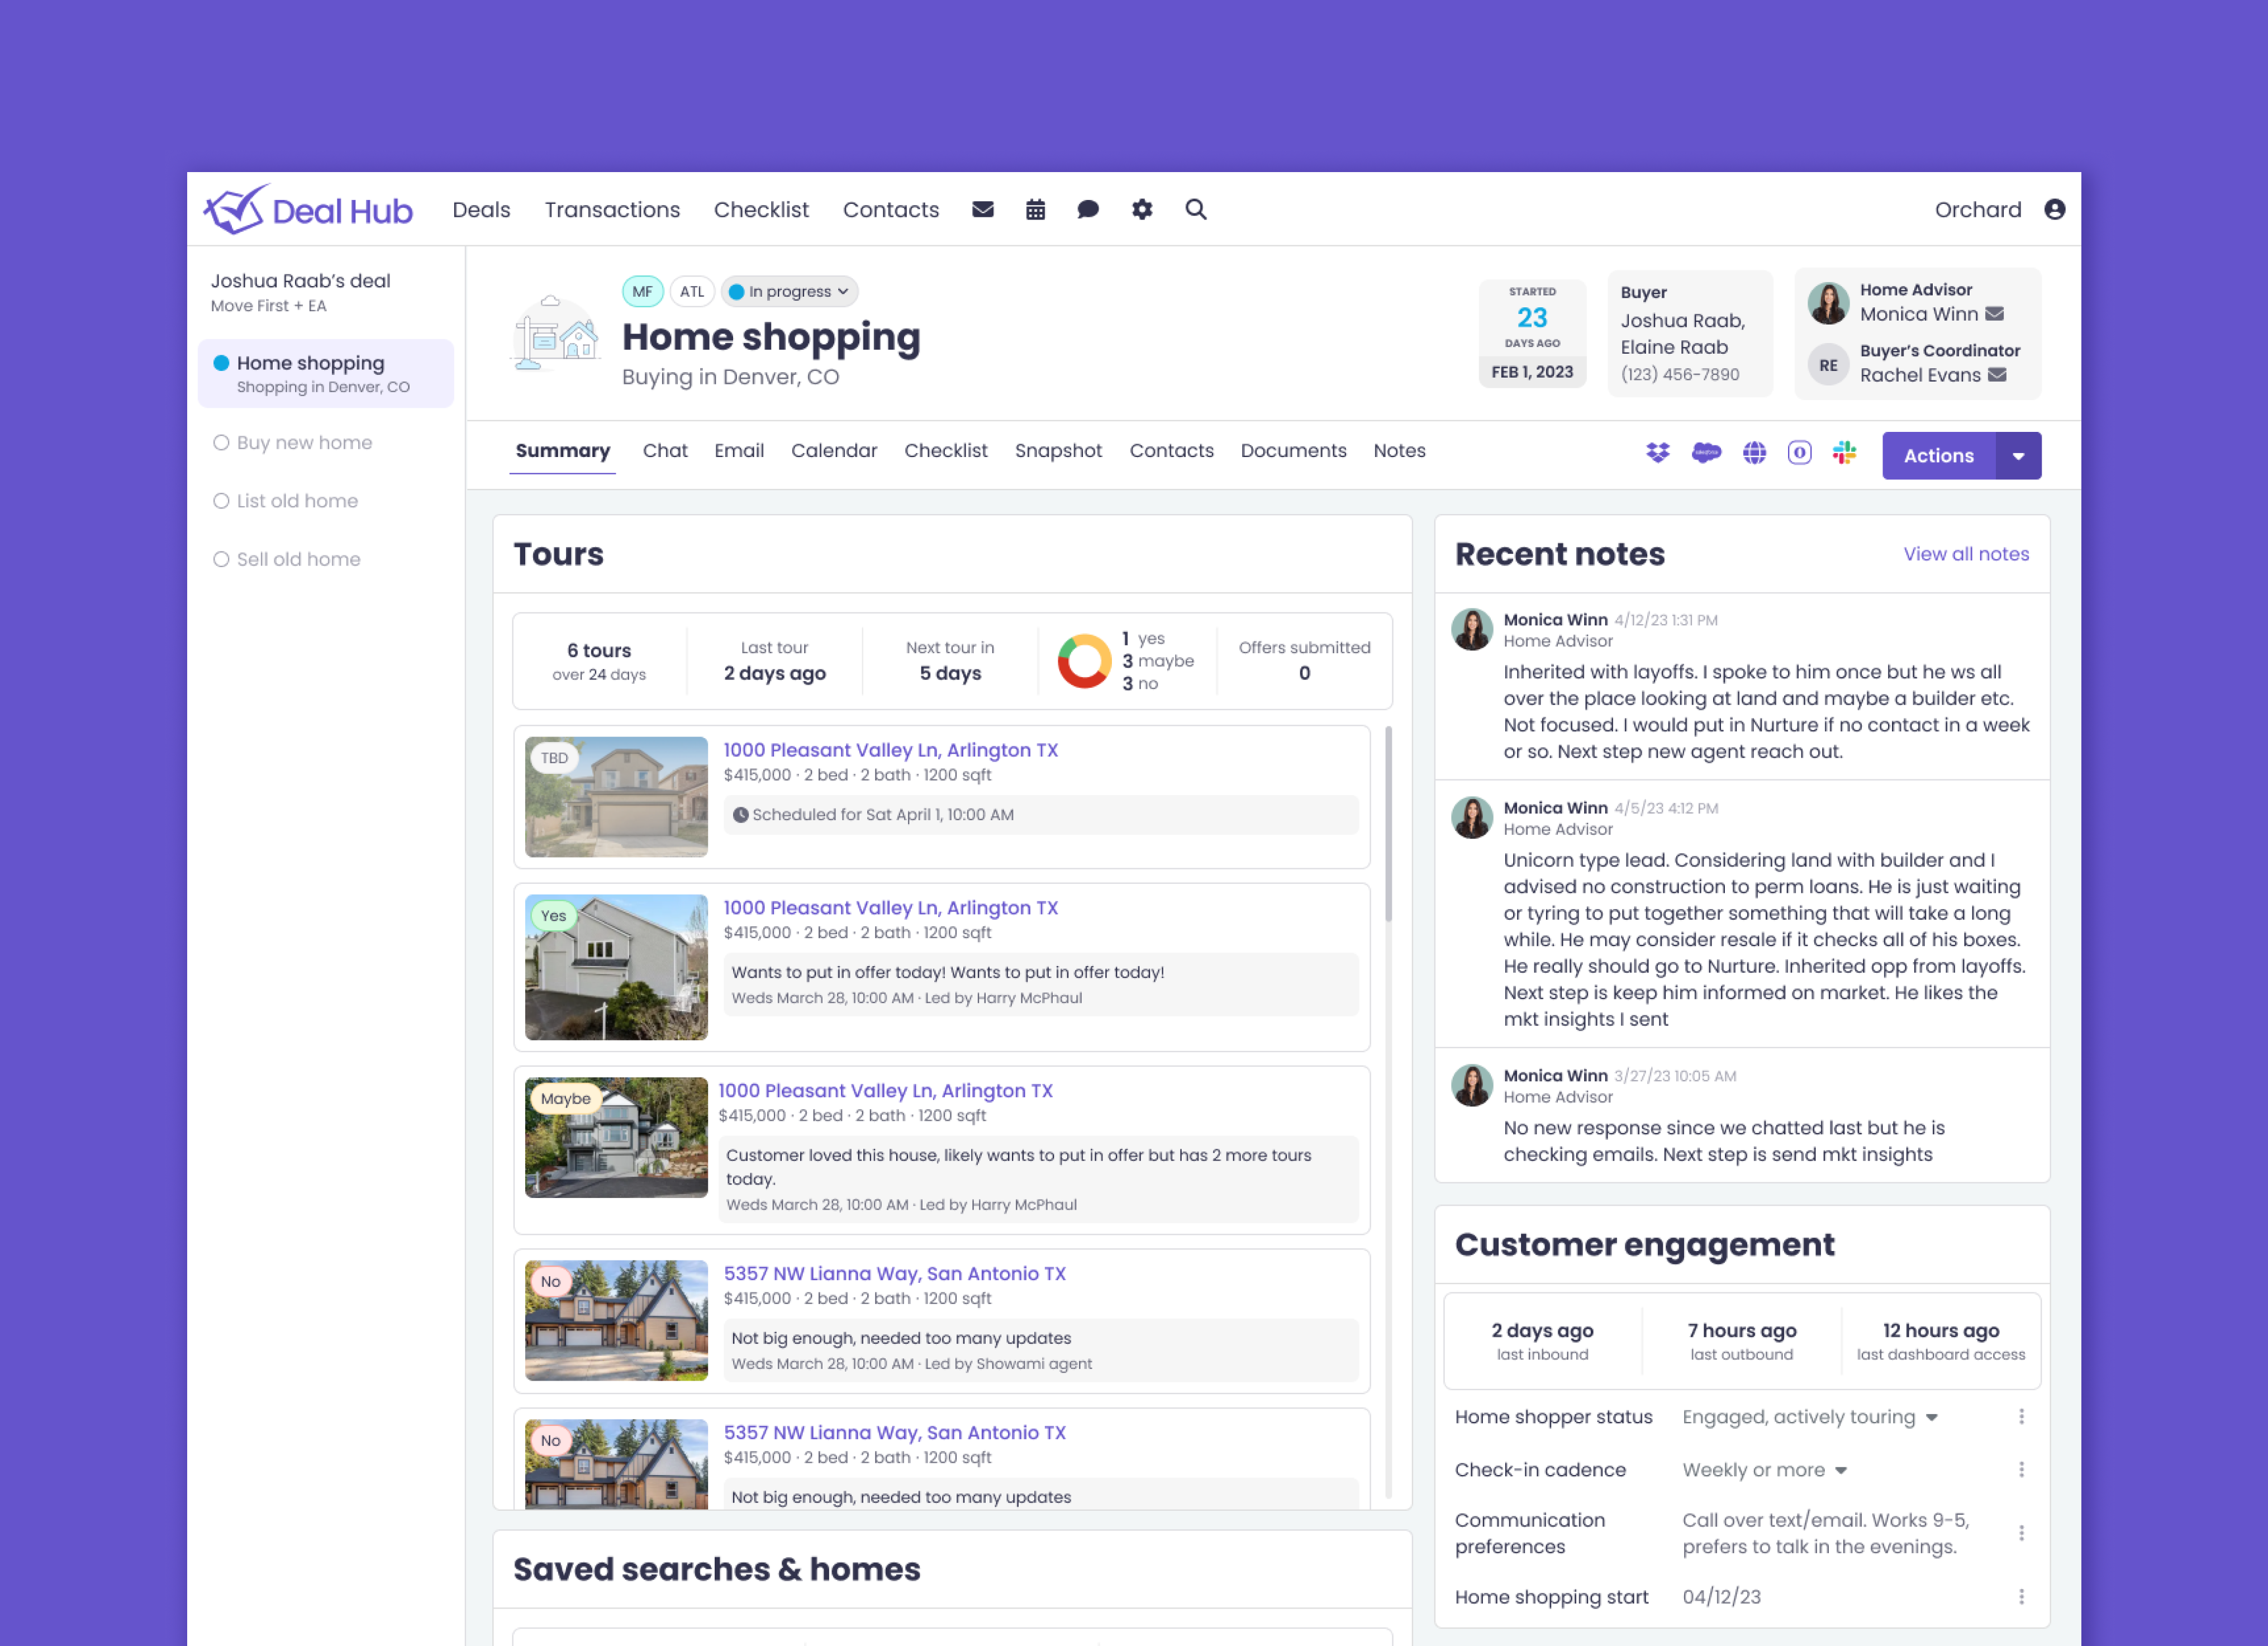 Deal Hub
Deals
Transactions
Checklist
Contacts
Orchard
Joshua Raab's deal
Move First + EA
Home shopping
Shopping in Denver, CO
Buy new home
List old home
Sell old home
MF
ATL
In progress
Home shopping
Buying in Denver, CO
STARTED
23
DAYS AGO
FEB 1, 2023
Buyer
Joshua Raab,
Elaine Raab
(123) 456-7890
Home Advisor
Monica Winn
RE
Buyer's Coordinator
Rachel Evans
Summary
Chat
Email
Calendar
Checklist
Snapshot
Contacts
Documents
Notes
Actions
Tours
6 tours
over 24 days
Last tour
2 days ago
Next tour in
5 days
1 yes
3 maybe
3 no
Offers submitted
0
TBD
1000 Pleasant Valley Ln, Arlington TX
$415,000 · 2 bed · 2 bath · 1200 sqft
Scheduled for Sat April 1, 10:00 AM
Yes
1000 Pleasant Valley Ln, Arlington TX
$415,000 · 2 bed · 2 bath · 1200 sqft
Wants to put in offer today! Wants to put in offer today!
Weds March 28, 10:00 AM · Led by Harry McPhaul
Maybe
1000 Pleasant Valley Ln, Arlington TX
$415,000 · 2 bed · 2 bath · 1200 sqft
Customer loved this house, likely wants to put in offer but has 2 more tours
today.
Weds March 28, 10:00 AM · Led by Harry McPhaul
No
5357 NW Lianna Way, San Antonio TX
$415,000 · 2 bed · 2 bath · 1200 sqft
Not big enough, needed too many updates
Weds March 28, 10:00 AM · Led by Showami agent
No
5357 NW Lianna Way, San Antonio TX
$415,000 · 2 bed · 2 bath · 1200 sqft
Not big enough, needed too many updates
Saved searches & homes
Recent notes
View all notes
Monica Winn 4/12/23 1:31 PM
Home Advisor
Inherited with layoffs. I spoke to him once but he ws all
over the place looking at land and maybe a builder etc.
Not focused. I would put in Nurture if no contact in a week
or so. Next step new agent reach out.
Monica Winn 4/5/23 4:12 PM
Home Advisor
Unicorn type lead. Considering land with builder and I
advised no construction to perm loans. He is just waiting
or tyring to put together something that will take a long
while. He may consider resale if it checks all of his boxes.
He really should go to Nurture. Inherited opp from layoffs.
Next step is keep him informed on market. He likes the
mkt insights I sent
Monica Winn 3/27/23 10:05 AM
Home Advisor
No new response since we chatted last but he is
checking emails. Next step is send mkt insights
Customer engagement
2 days ago
last inbound
7 hours ago
last outbound
12 hours ago
last dashboard access
Home shopper status
Engaged, actively touring
Check-in cadence
Weekly or more
Communication
preferences
Call over text/email. Works 9-5,
prefers to talk in the evenings.
Home shopping start
04/12/23